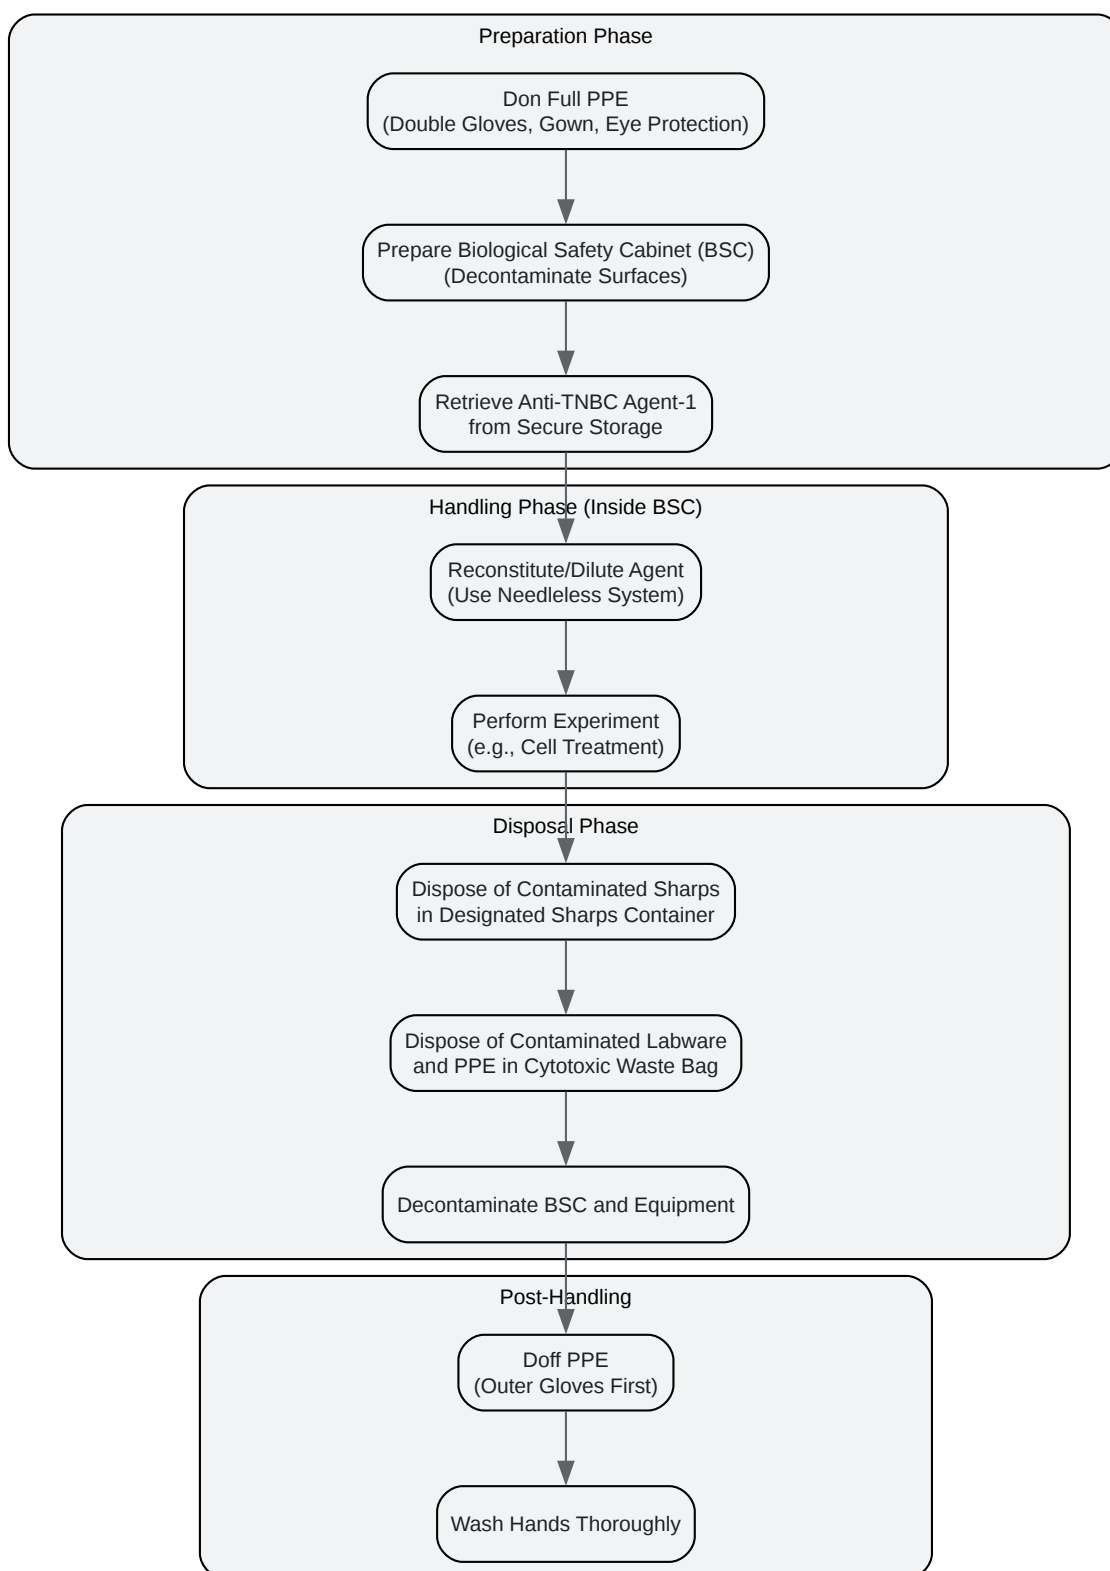 Preparation Phase
Don Full PPE
(Double Gloves, Gown, Eye Protection)
Prepare Biological Safety Cabinet (BSC)
(Decontaminate Surfaces)
Retrieve Anti-TNBC Agent-1
from Secure Storage
Handling Phase (Inside BSC)
Reconstitute/Dilute Agent
(Use Needleless System)
Perform Experiment
(e.g., Cell Treatment)
Disposal Phase
Dispose of Contaminated Sharps
in Designated Sharps Container
Dispose of Contaminated Labware
and PPE in Cytotoxic Waste Bag
Decontaminate BSC and Equipment
Post-Handling
Doff PPE
(Outer Gloves First)
Wash Hands Thoroughly